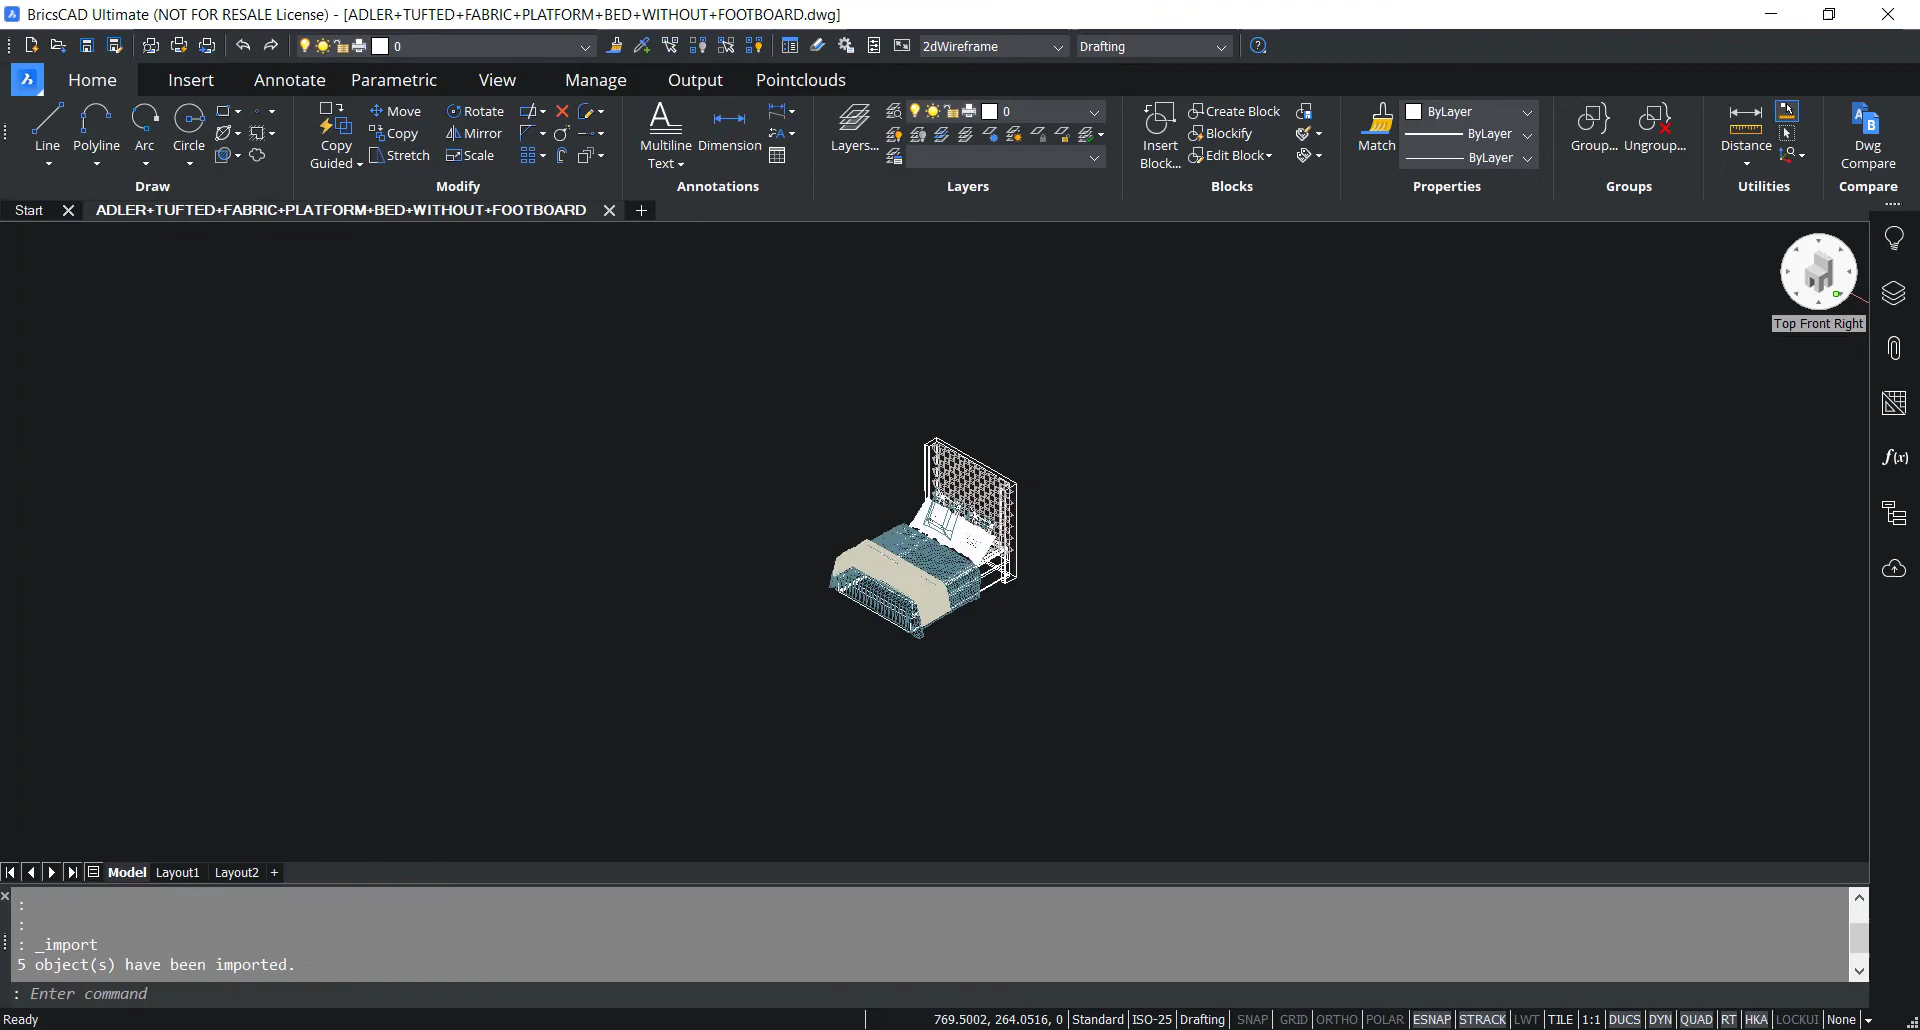 BricsCAD Ultimate (NOT FOR RESALE License) - [ADLER+TUFTED+FABRIC+PLATFORM+BED+WITHOUT+FOOTBOARD.dwg]
0 2dWireframe Drafting
Home Insert Annotate Parametric View Manage Output Pointclouds
Line Polyline Arc Circle
Draw
Copy Guided
Move Rotate
Copy Mirror
Stretch Scale
Modify
Multiline Text Dimension
Annotations
Layers... 0
Layers
Insert Block...
Create Block
Blockify
Edit Block
Blocks
Match
ByLayer
ByLayer
ByLayer
Properties
Group... Ungroup...
Groups
Distance
Utilities
A B
Dwg Compare
Compare
Start ADLER+TUFTED+FABRIC+PLATFORM+BED+WITHOUT+FOOTBOARD
Top Front Right
f(x)
Model Layout1 Layout2 +
:
:
: _import
5 object(s) have been imported.
: Enter command
Ready 769.5002, 264.0516, 0 Standard ISO-25 Drafting SNAP GRID ORTHO POLAR ESNAP STRACK LWT TILE 1:1 DUCS DYN QUAD RT HKA LOCKUI None